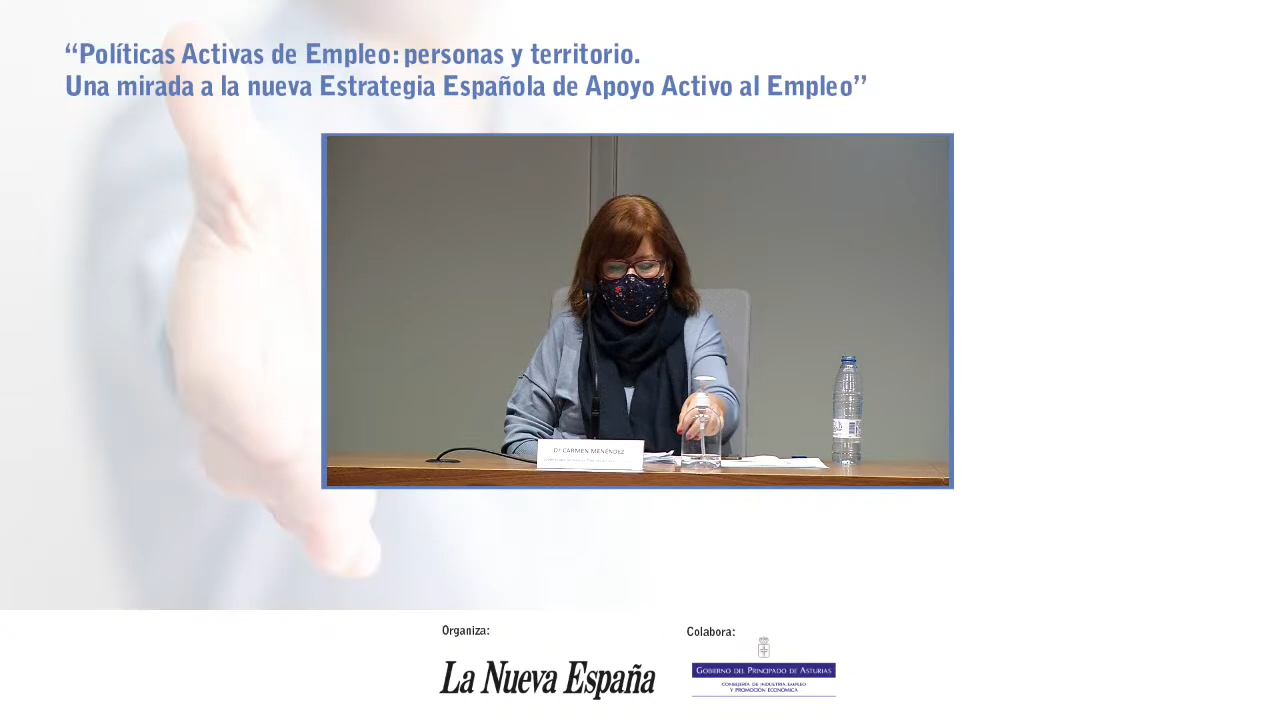 “Políticas Activas de Empleo: personas y territorio.
Una mirada a la nueva Estrategia Española de Apoyo Activo al Empleo”
Dª CARMEN MENÉNDEZ
Organiza:
La Nueva España
Colabora:
GOBIERNO DEL PRINCIPADO DE ASTURIAS
CONSEJERÍA DE INDUSTRIA, EMPLEO
Y PROMOCIÓN ECONÓMICA